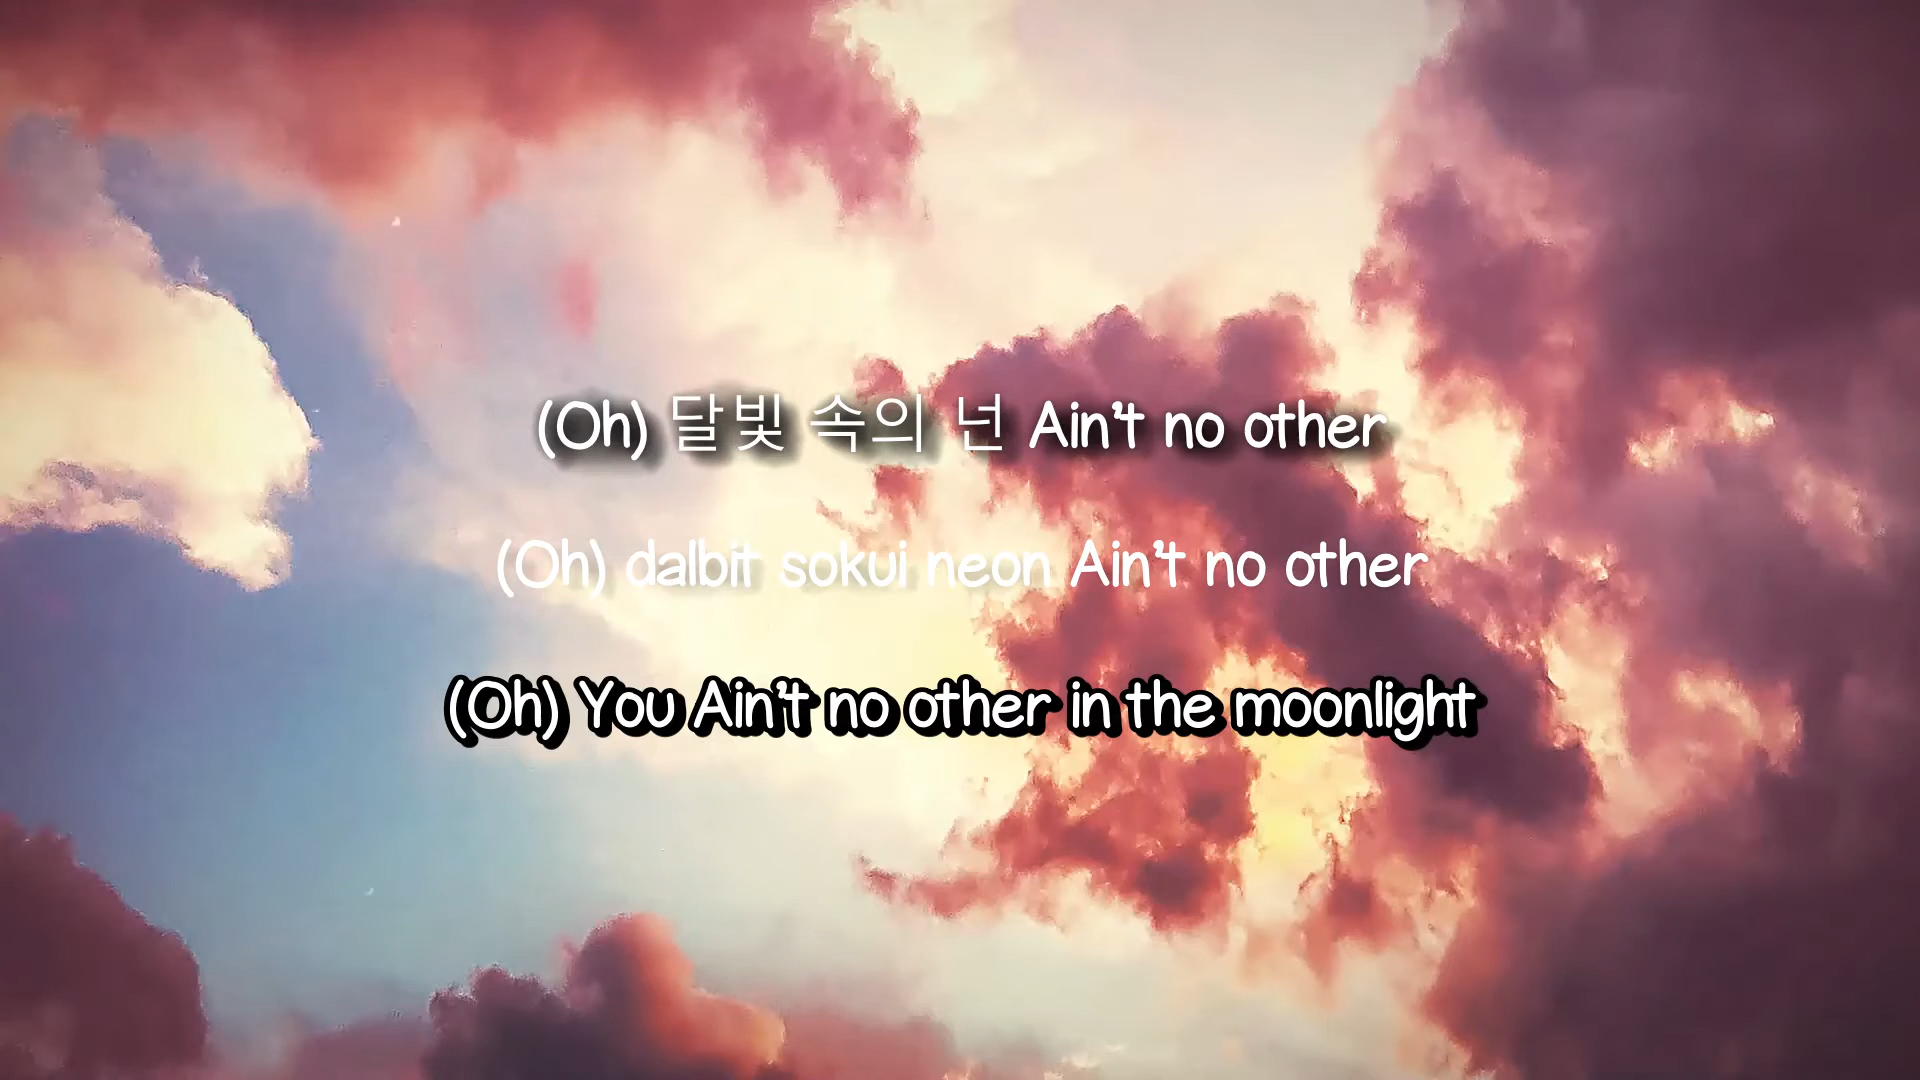 (Oh) 달빛 속의 넌 Ain't no other
(Oh) dalbit sokui neon Ain't no other
(Oh) You Ain't no other in the moonlight